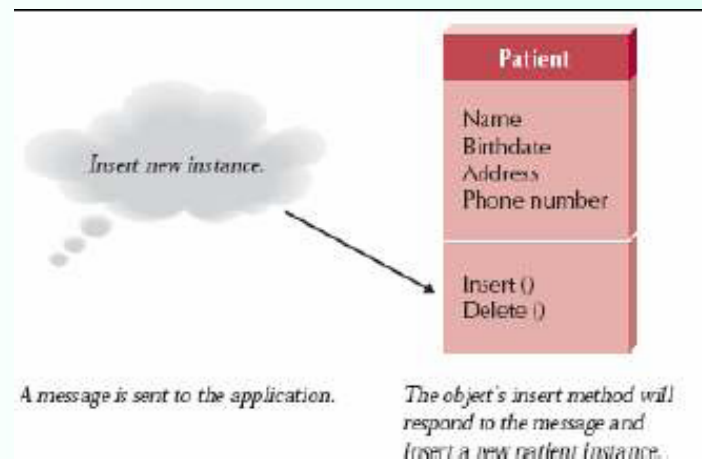 Patient
Name
Birthdate
Address
Phone number
Insert new instance.
Insert ()
Delete ()
A message is sent to the application.
The object's insert method will
respond to the message and
insert a new patient instance.